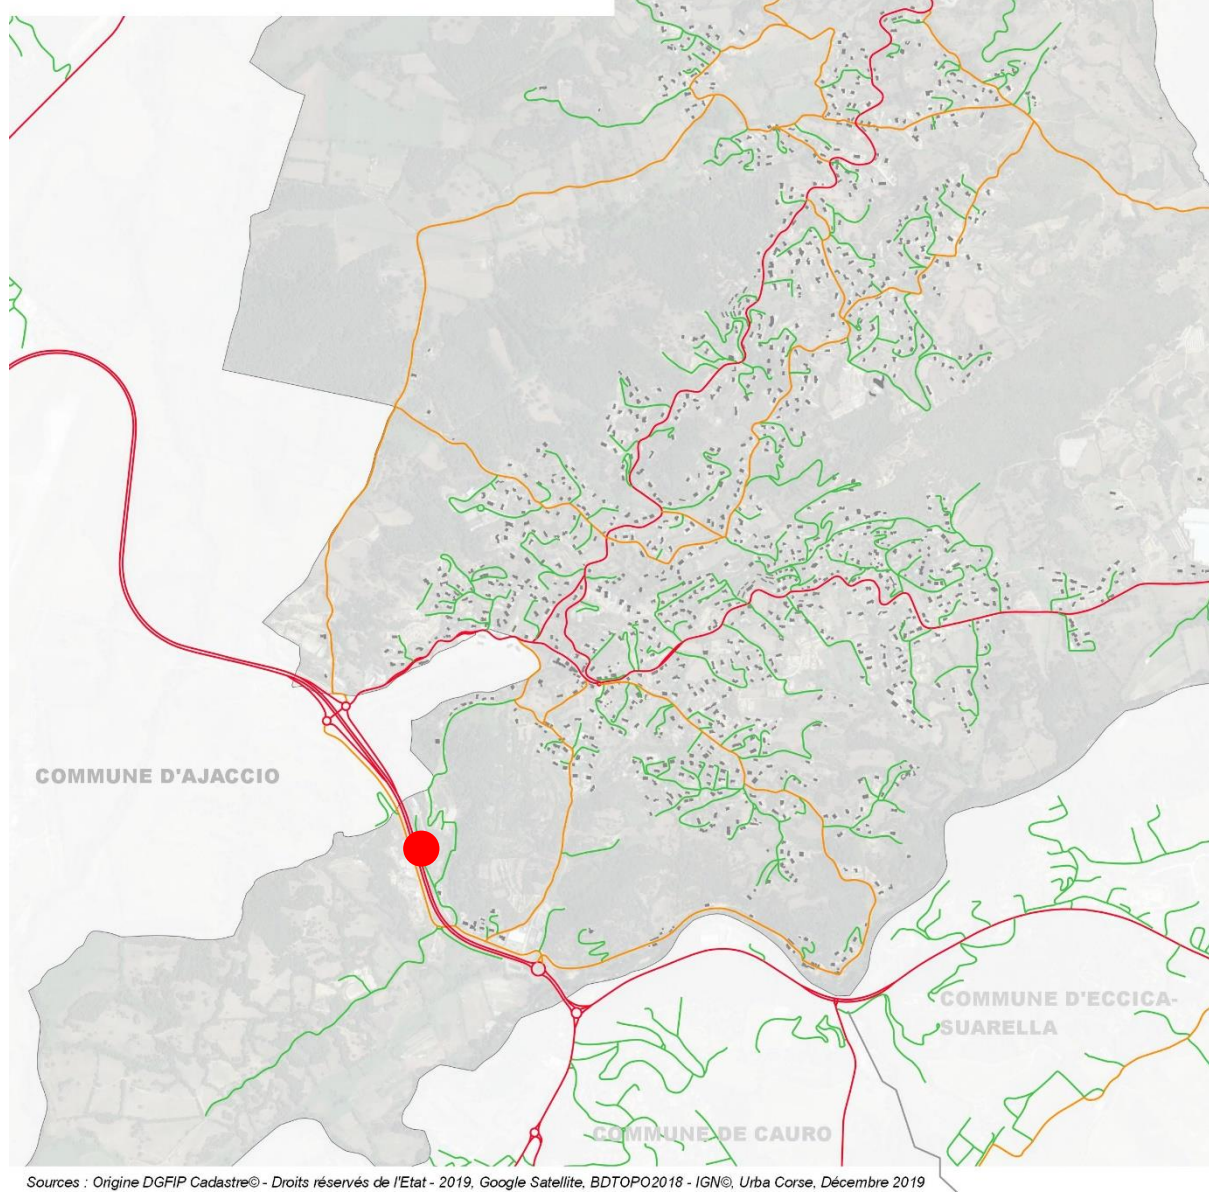 COMMUNE D'AJACCIO
COMMUNE D'ECCICA-
SUARELLA
COMMUNE DE CAURO
Sources : Origine DGFIP Cadastre© - Droits réservés de l'Etat - 2019, Google Satellite, BDTOPO2018 - IGN©, Urba Corse, Décembre 2019